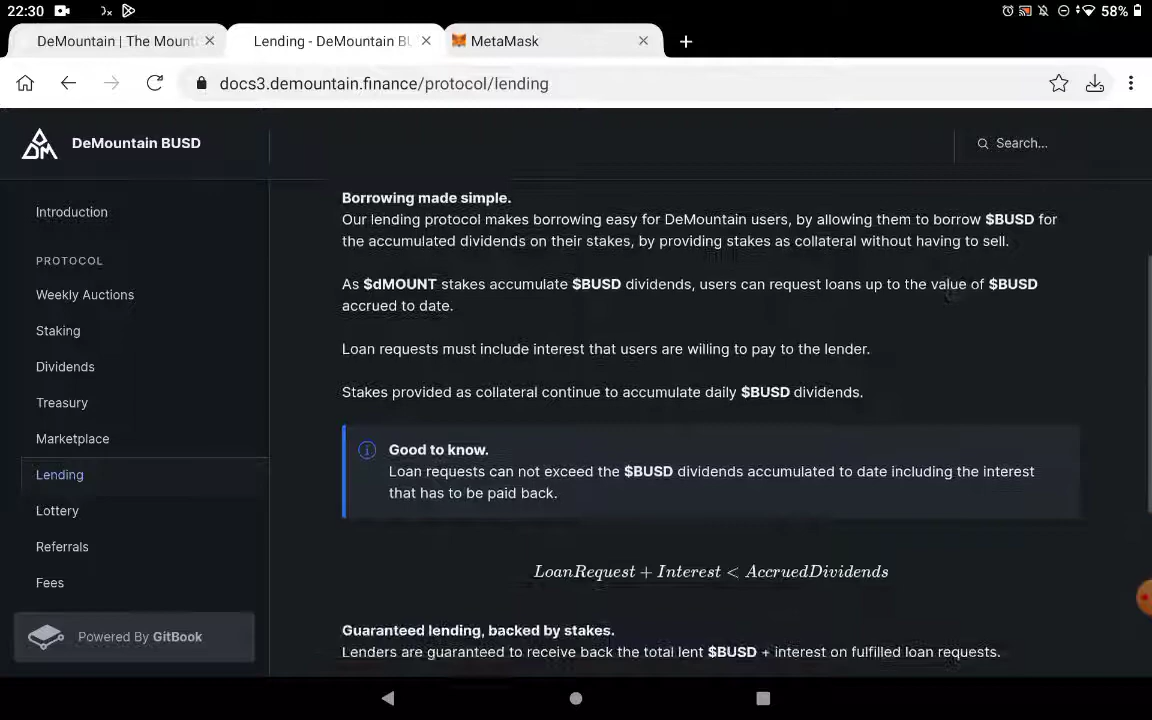 22:30
58%
DeMountain | The Mount
Lending - DeMountain BU
MetaMask
docs3.demountain.finance/protocol/lending
DeMountain BUSD
Search...
Introduction
PROTOCOL
Weekly Auctions
Staking
Dividends
Treasury
Marketplace
Lending
Lottery
Referrals
Fees
Powered By GitBook
Borrowing made simple.
Our lending protocol makes borrowing easy for DeMountain users, by allowing them to borrow $BUSD for
the accumulated dividends on their stakes, by providing stakes as collateral without having to sell.
As $dMOUNT stakes accumulate $BUSD dividends, users can request loans up to the value of $BUSD
accrued to date.
Loan requests must include interest that users are willing to pay to the lender.
Stakes provided as collateral continue to accumulate daily $BUSD dividends.
Good to know.
Loan requests can not exceed the $BUSD dividends accumulated to date including the interest
that has to be paid back.
LoanRequest + Interest < AccruedDividends
Guaranteed lending, backed by stakes.
Lenders are guaranteed to receive back the total lent $BUSD + interest on fulfilled loan requests.